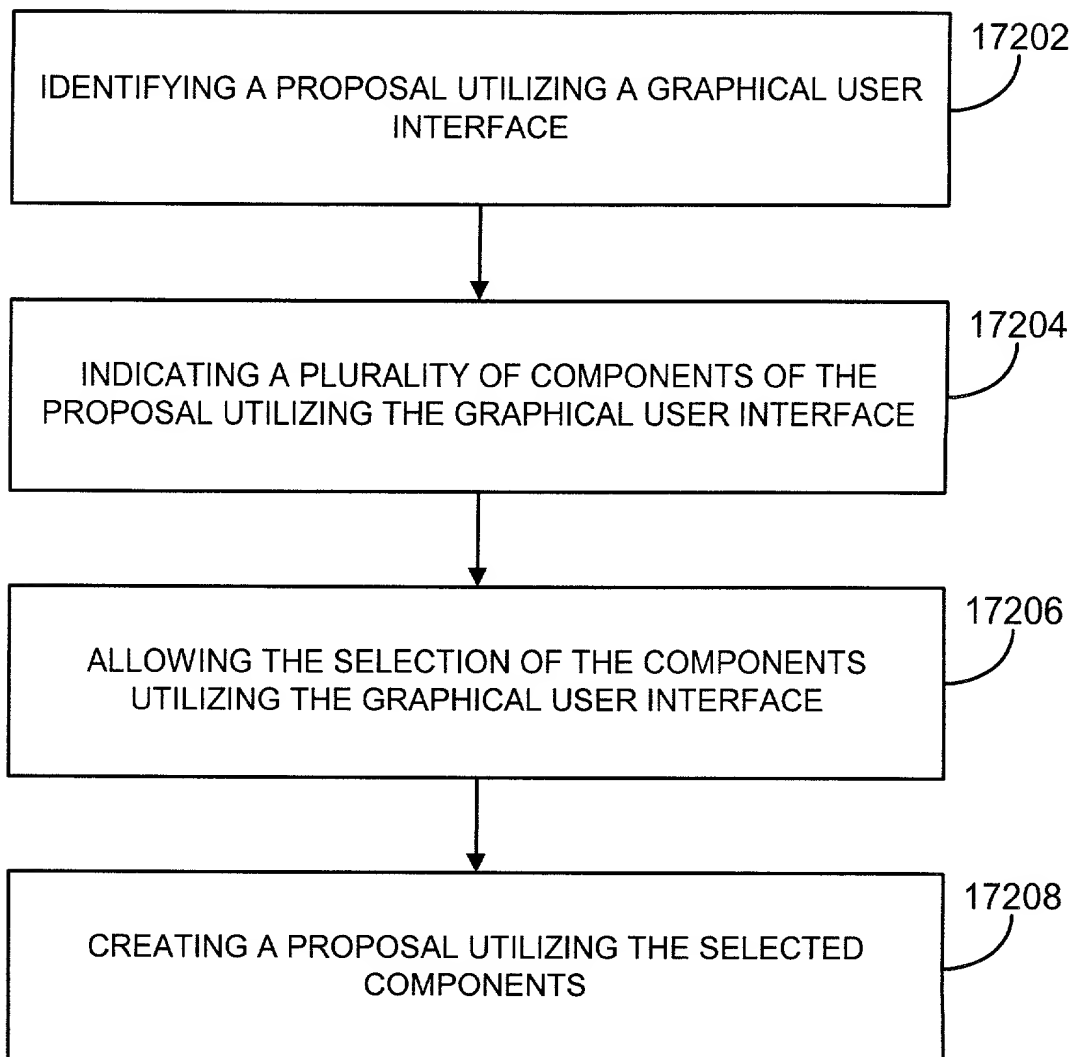 17202
IDENTIFYING A PROPOSAL UTILIZING A GRAPHICAL USER
INTERFACE
17204
INDICATING A PLURALITY OF COMPONENTS OF THE
PROPOSAL UTILIZING THE GRAPHICAL USER INTERFACE
17206
ALLOWING THE SELECTION OF THE COMPONENTS
UTILIZING THE GRAPHICAL USER INTERFACE
17208
CREATING A PROPOSAL UTILIZING THE SELECTED
COMPONENTS